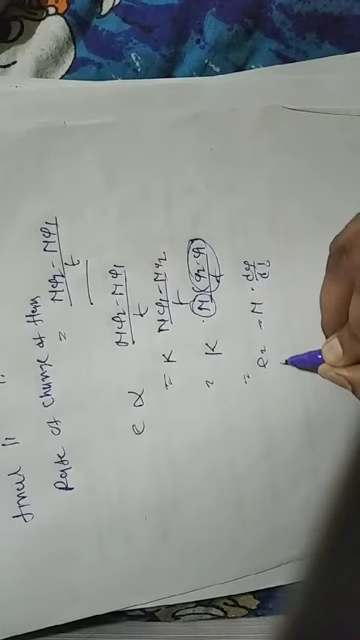 Rate of change of flux
= Nφ2 - Nφ1 / t
e α Nφ2 - Nφ1 / t
= K Nφ2 - Nφ2 / t
= K . N (φ2 - φ1) / t
= 
e = - N . dφ / dt